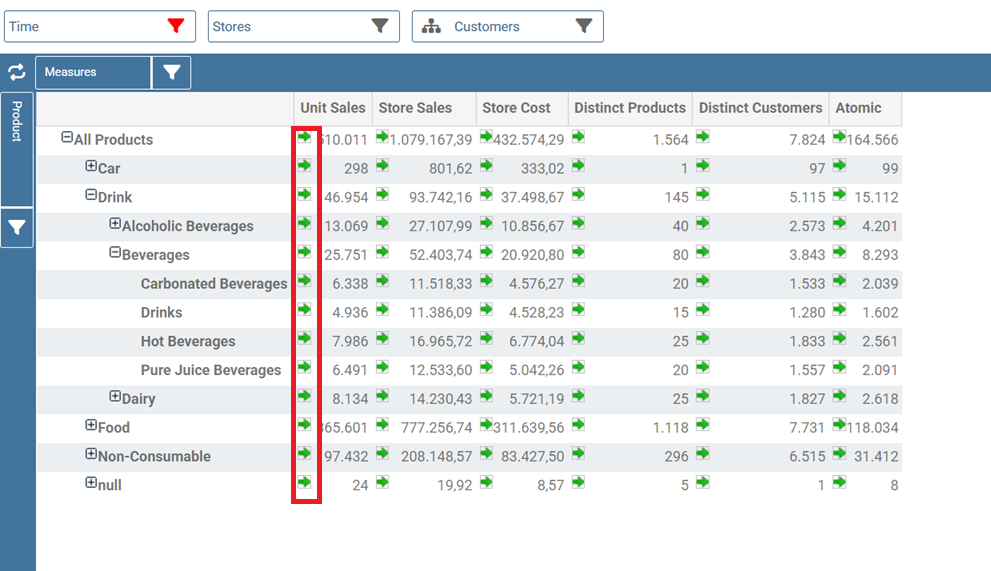 Time Stores Customers
Measures
Product
Unit Sales Store Sales Store Cost Distinct Products Distinct Customers Atomic
All Products 510.011 1.079.167,39 432.574,29 1.564 7.824 164.566
Car 298 801,62 333,02 1 97 99
Drink 46.954 93.742,16 37.498,67 145 5.115 15.112
Alcoholic Beverages 13.069 27.107,99 10.856,67 40 2.573 4.201
Beverages 25.751 52.403,74 20.920,80 80 3.843 8.293
Carbonated Beverages 6.338 11.518,33 4.576,27 20 1.533 2.039
Drinks 4.936 11.386,09 4.528,23 15 1.280 1.602
Hot Beverages 7.986 16.965,72 6.774,04 25 1.833 2.561
Pure Juice Beverages 6.491 12.533,60 5.042,26 20 1.557 2.091
Dairy 8.134 14.230,43 5.721,19 25 1.827 2.618
Food 365.601 777.256,74 311.639,56 1.118 7.731 118.034
Non-Consumable 97.432 208.148,57 83.427,50 296 6.515 31.412
null 24 19,92 8,57 5 1 8